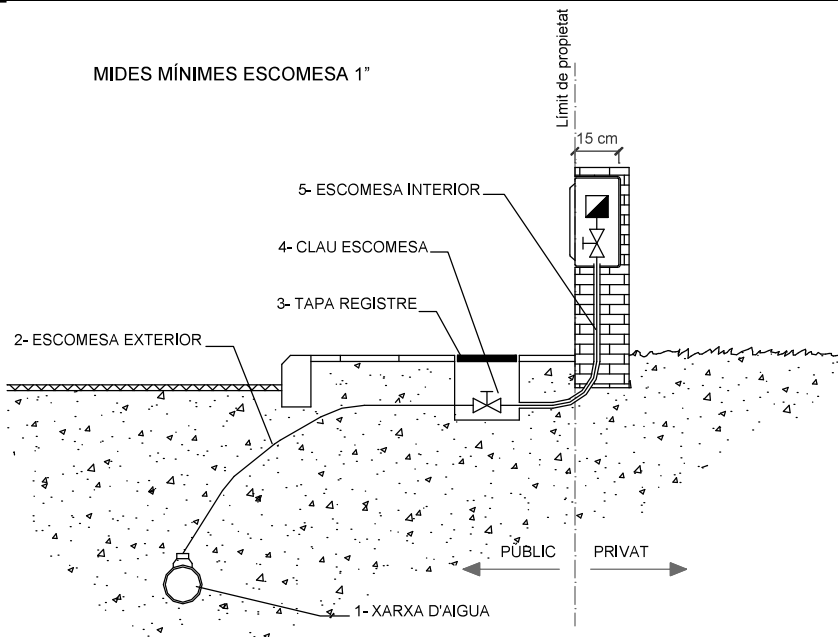 MIDES MÍNIMES ESCOMESA 1”
Límit de propietat
15 cm
5- ESCOMESA INTERIOR
4- CLAU ESCOMESA
3- TAPA REGISTRE
2- ESCOMESA EXTERIOR
PÚBLIC
PRIVAT
1- XARXA D'AIGUA